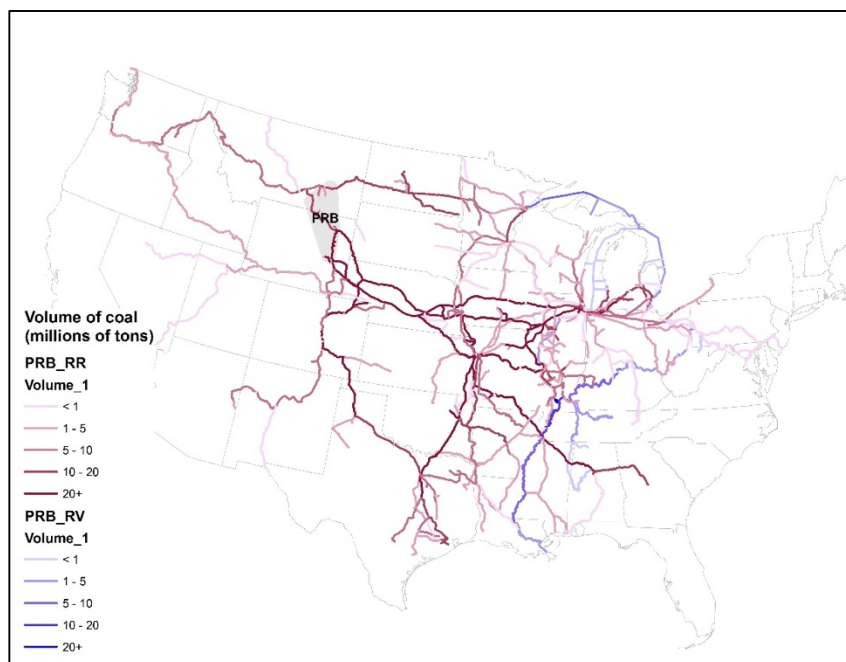 PRB
Volume of coal
(millions of tons)
PRB_RR
Volume_1
< 1
1 - 5
5 - 10
10 - 20
20+
PRB_RV
Volume_1
< 1
1 - 5
5 - 10
10 - 20
20+